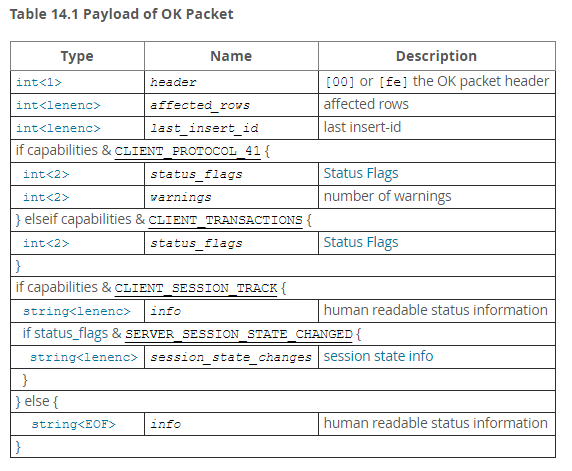 Table 14.1 Payload of OK Packet
Type Name Description
int<1> header [00] or [fe] the OK packet header
int<lenenc> affected_rows affected rows
int<lenenc> last_insert_id last insert-id
if capabilities & CLIENT_PROTOCOL_41 {
int<2> status_flags Status Flags
int<2> warnings number of warnings
} elseif capabilities & CLIENT_TRANSACTIONS {
int<2> status_flags Status Flags
}
if capabilities & CLIENT_SESSION_TRACK {
string<lenenc> info human readable status information
if status_flags & SERVER_SESSION_STATE_CHANGED {
string<lenenc> session_state_changes session state info
}
} else {
string<EOF> info human readable status information
}